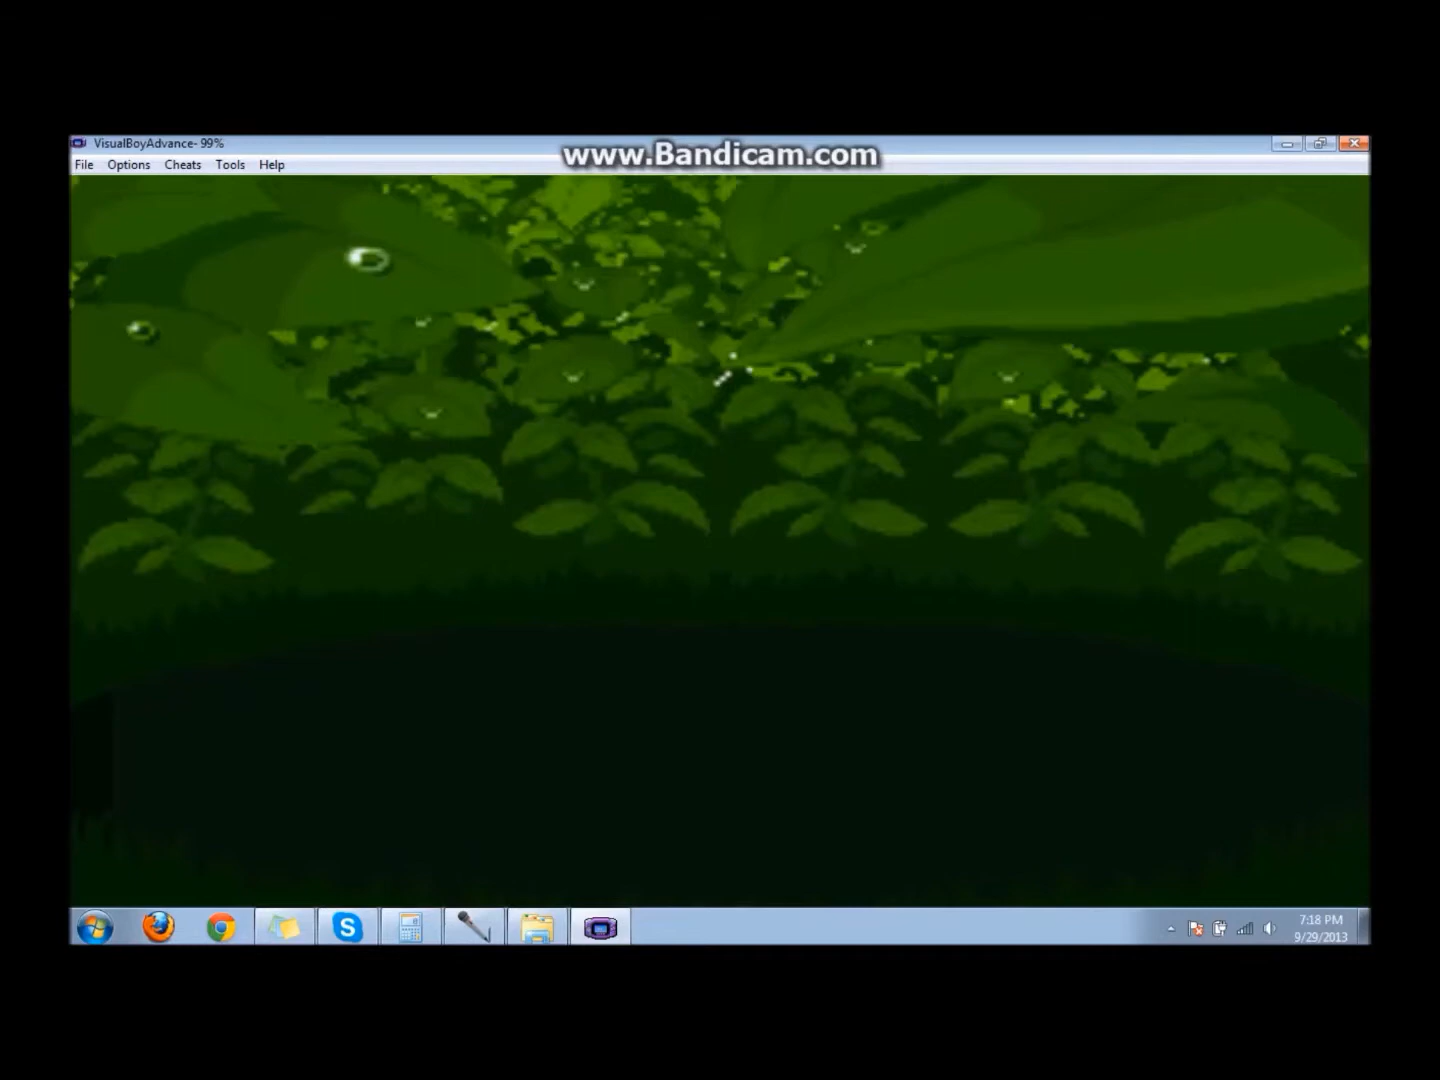 VisualBoyAdvance- 99%
www.Bandicam.com
File Options Cheats Tools Help
S
7:18 PM
9/29/2013